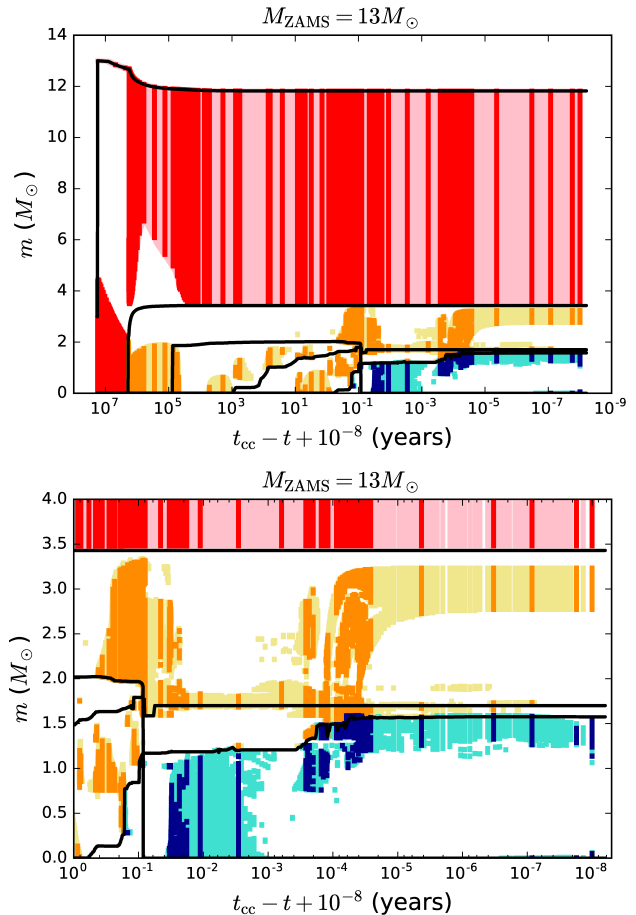 M_ZAMS = 13M_⊙
14
12
10
8
6
4
2
0
m (M_⊙)
10^7 10^5 10^3 10^1 10^-1 10^-3 10^-5 10^-7 10^-9
t_cc − t + 10^-8 (years)
M_ZAMS = 13M_⊙
4.0
3.5
3.0
2.5
2.0
1.5
1.0
0.5
0.0
m (M_⊙)
10^0 10^-1 10^-2 10^-3 10^-4 10^-5 10^-6 10^-7 10^-8
t_cc − t + 10^-8 (years)